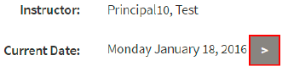 Instructor: Principal10, Test
Current Date: Monday January 18, 2016 >